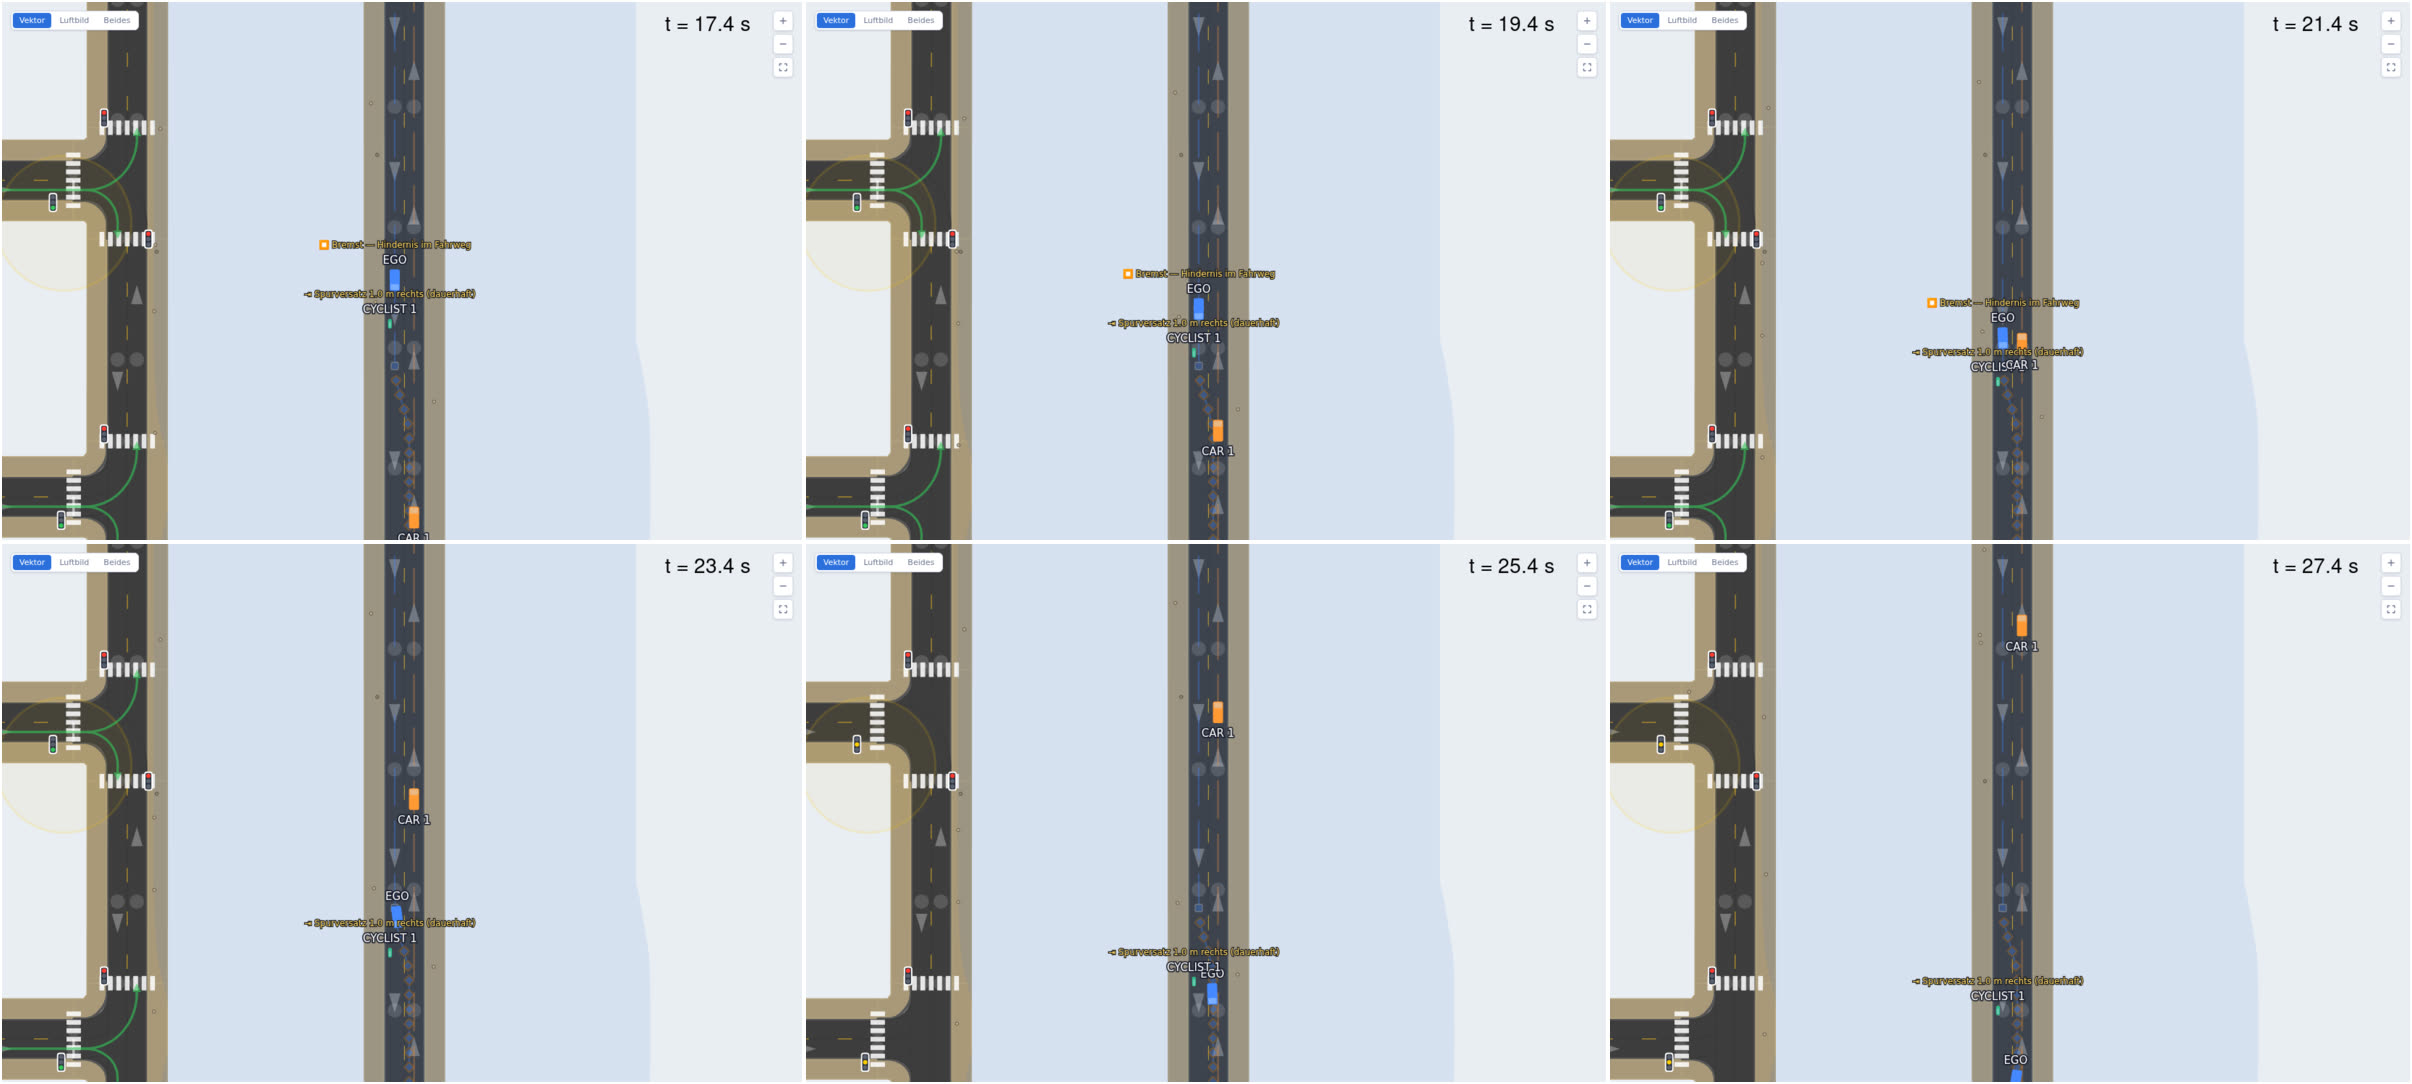 Vektor Luftbild Beides
t = 17.4 s
+
−
Bremst — Hindernis im Fahrweg
EGO
◅ Spurversatz 1.0 m rechts (dauerhaft)
CYCLIST 1
CAR 1
Vektor Luftbild Beides
t = 19.4 s
+
−
Bremst — Hindernis im Fahrweg
EGO
◅ Spurversatz 1.0 m rechts (dauerhaft)
CYCLIST 1
CAR 1
Vektor Luftbild Beides
t = 21.4 s
+
−
Bremst — Hindernis im Fahrweg
EGO
◅ Spurversatz 1.0 m rechts (dauerhaft)
CAR 1
Vektor Luftbild Beides
t = 23.4 s
+
−
CAR 1
EGO
◅ Spurversatz 1.0 m rechts (dauerhaft)
CYCLIST 1
Vektor Luftbild Beides
t = 25.4 s
+
−
CAR 1
◅ Spurversatz 1.0 m rechts (dauerhaft)
CYCLIST 1
EGO
Vektor Luftbild Beides
t = 27.4 s
+
−
CAR 1
◅ Spurversatz 1.0 m rechts (dauerhaft)
CYCLIST 1
EGO